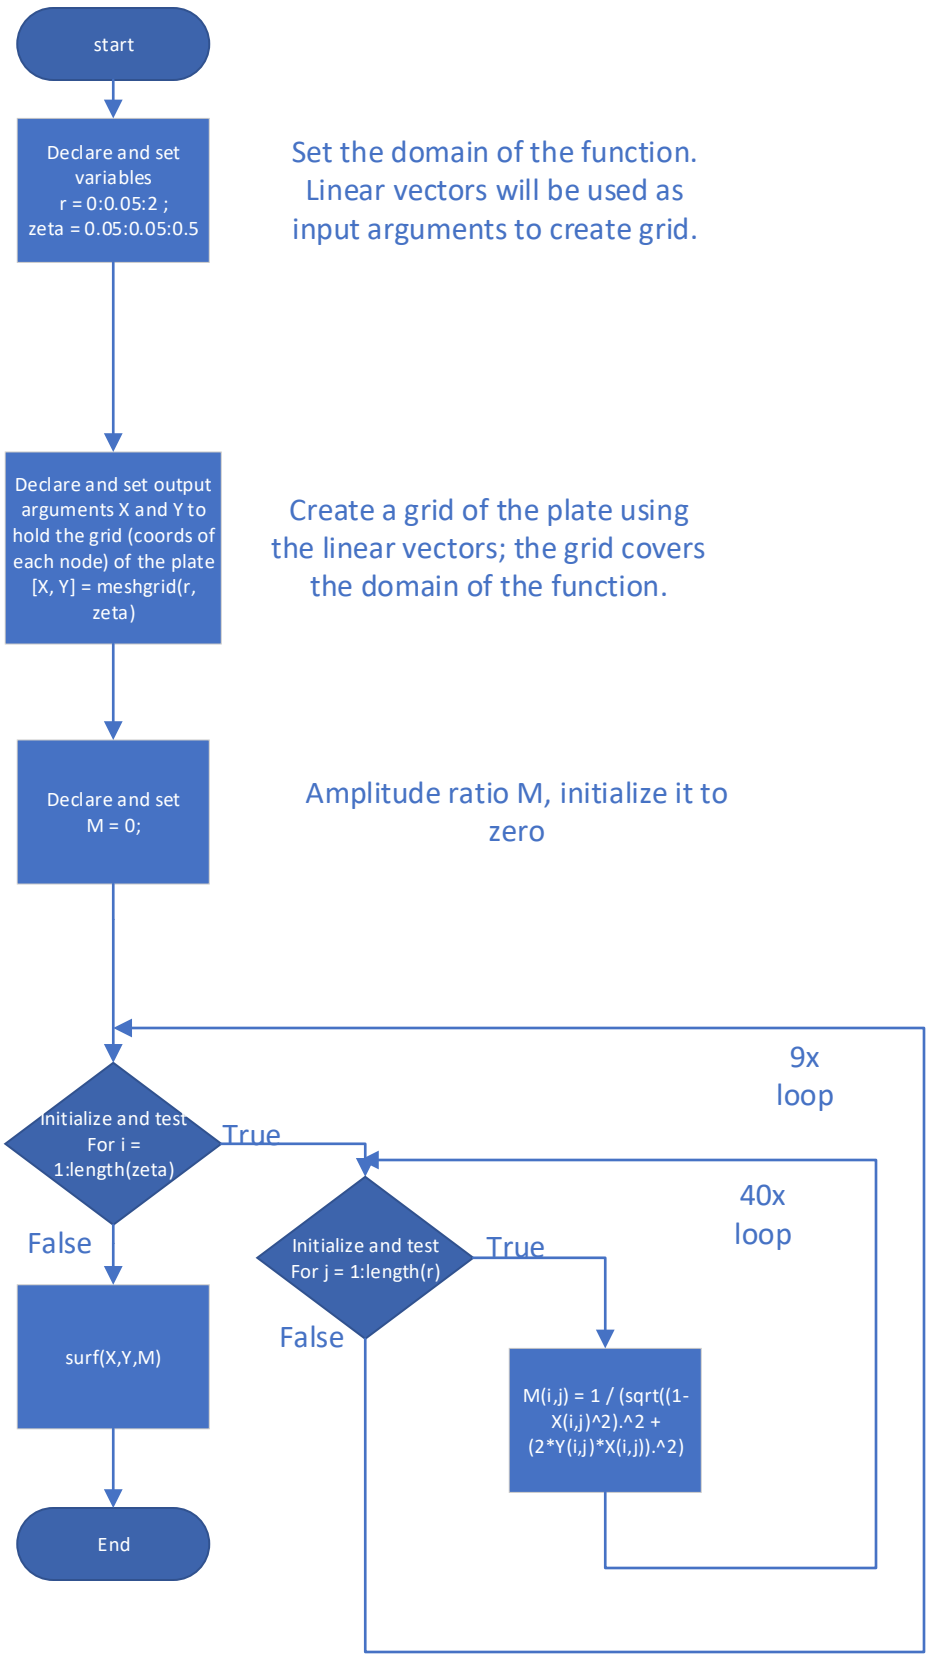 start
Declare and set
variables
r = 0:0.05:2 ;
zeta = 0.05:0.05:0.5
Set the domain of the function.
Linear vectors will be used as
input arguments to create grid.
Declare and set output
arguments X and Y to
hold the grid (coords of
each node) of the plate
[X, Y] = meshgrid(r,
zeta)
Create a grid of the plate using
the linear vectors; the grid covers
the domain of the function.
Declare and set
M = 0;
Amplitude ratio M, initialize it to
zero
9x
loop
Initialize and test
For i =
1:length(zeta)
True
False
40x
loop
Initialize and test
For j = 1:length(r)
True
False
surf(X,Y,M)
M(i,j) = 1 / (sqrt((1-
X(i,j)^2).^2 +
(2*Y(i,j)*X(i,j)).^2)
End